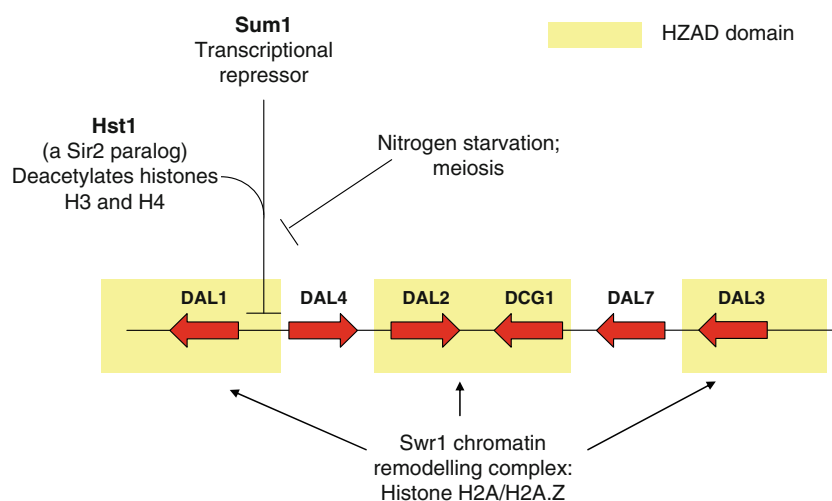 Sum1
Transcriptional
repressor
HZAD domain
Hst1
(a Sir2 paralog)
Deacetylates histones
H3 and H4
Nitrogen starvation;
meiosis
DAL1 DAL4 DAL2 DCG1 DAL7 DAL3
Swr1 chromatin
remodelling complex:
Histone H2A/H2A.Z